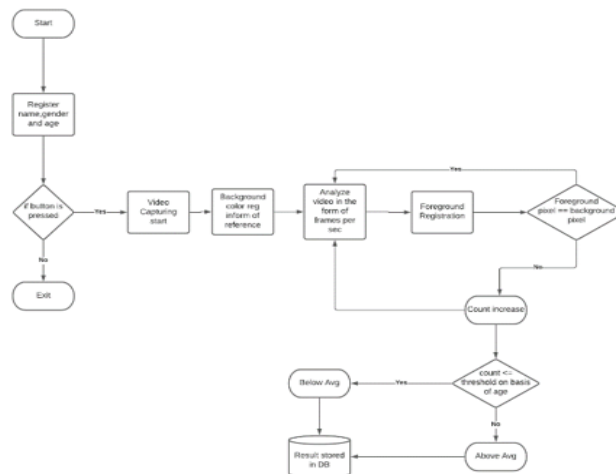 Start
Register
name,gender
and age
if button is
pressed
Yes
No
Exit
Video
Capturing
start
Background
color reg
inform of
reference
Analyze
video in the
form of
frames per
sec
Foreground
Registration
Foreground
pixel == background
pixel
Yes
No
Count increase
count <=
threshold on basis
of age
Yes
Below Avg
No
Above Avg
Result stored
in DB